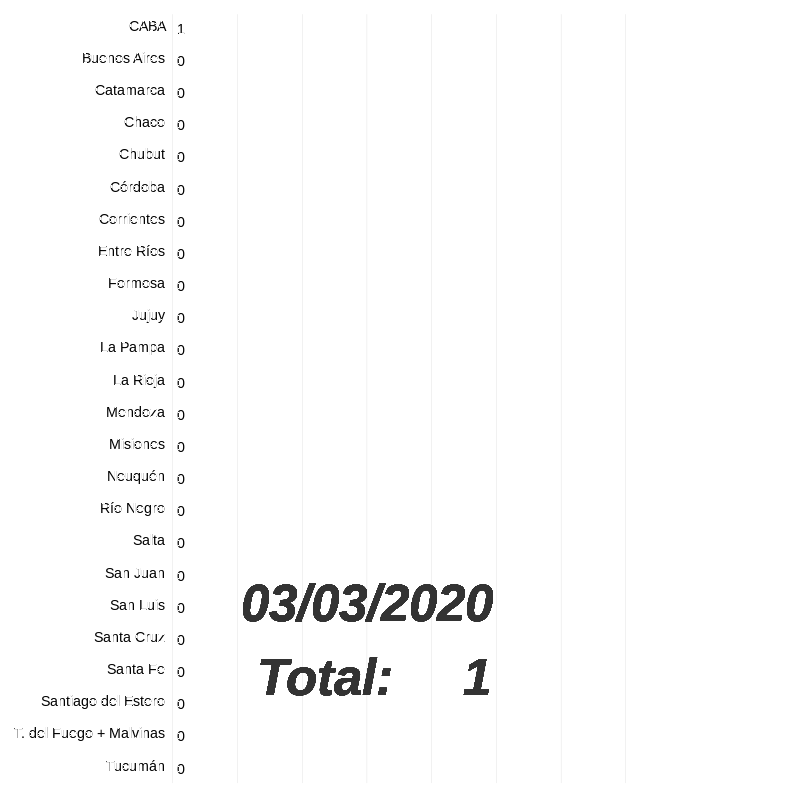 CABA 1
Buenos Aires 0
Catamarca 0
Chaco 0
Chubut 0
Córdoba 0
Corrientes 0
Entre Ríos 0
Formosa 0
Jujuy 0
La Pampa 0
La Rioja 0
Mendoza 0
Misiones 0
Neuquén 0
Río Negro 0
Salta 0
San Juan 0
San Luis 0
03/03/2020
Santa Cruz 0
Santa Fe 0
Total: 1
Santiago del Estero 0
T. del Fuego + Malvinas 0
Tucumán 0